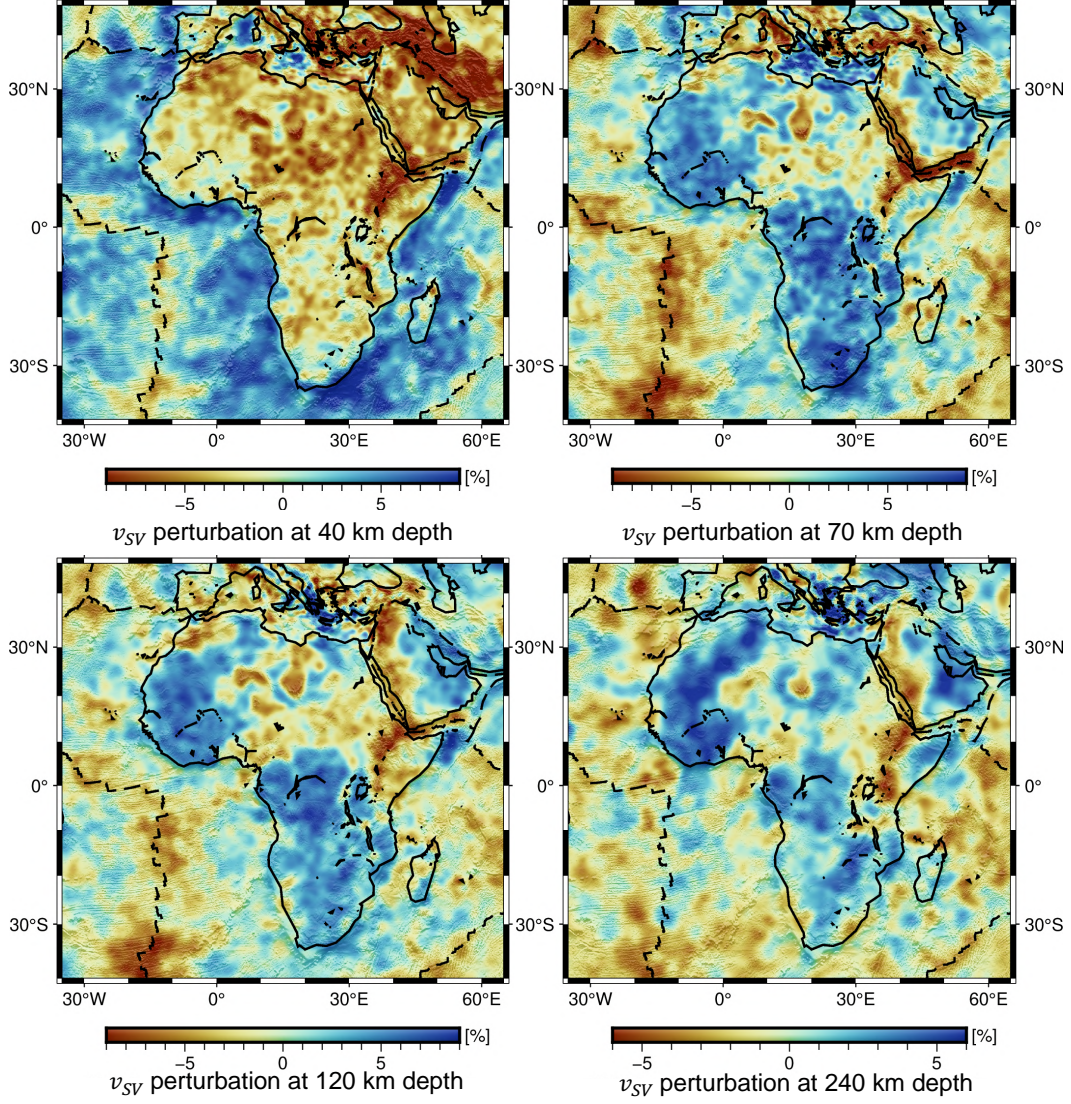 30°N 30°N
0° 0°
30°S 30°S
30°W 0° 30°E 60°E 30°W 0° 30°E 60°E
[%] [%]
−5 0 5 −5 0 5
v_SV perturbation at 40 km depth v_SV perturbation at 70 km depth
30°N 30°N
0° 0°
30°S 30°S
30°W 0° 30°E 60°E 30°W 0° 30°E 60°E
[%] [%]
−5 0 5 −5 0 5
v_SV perturbation at 120 km depth v_SV perturbation at 240 km depth